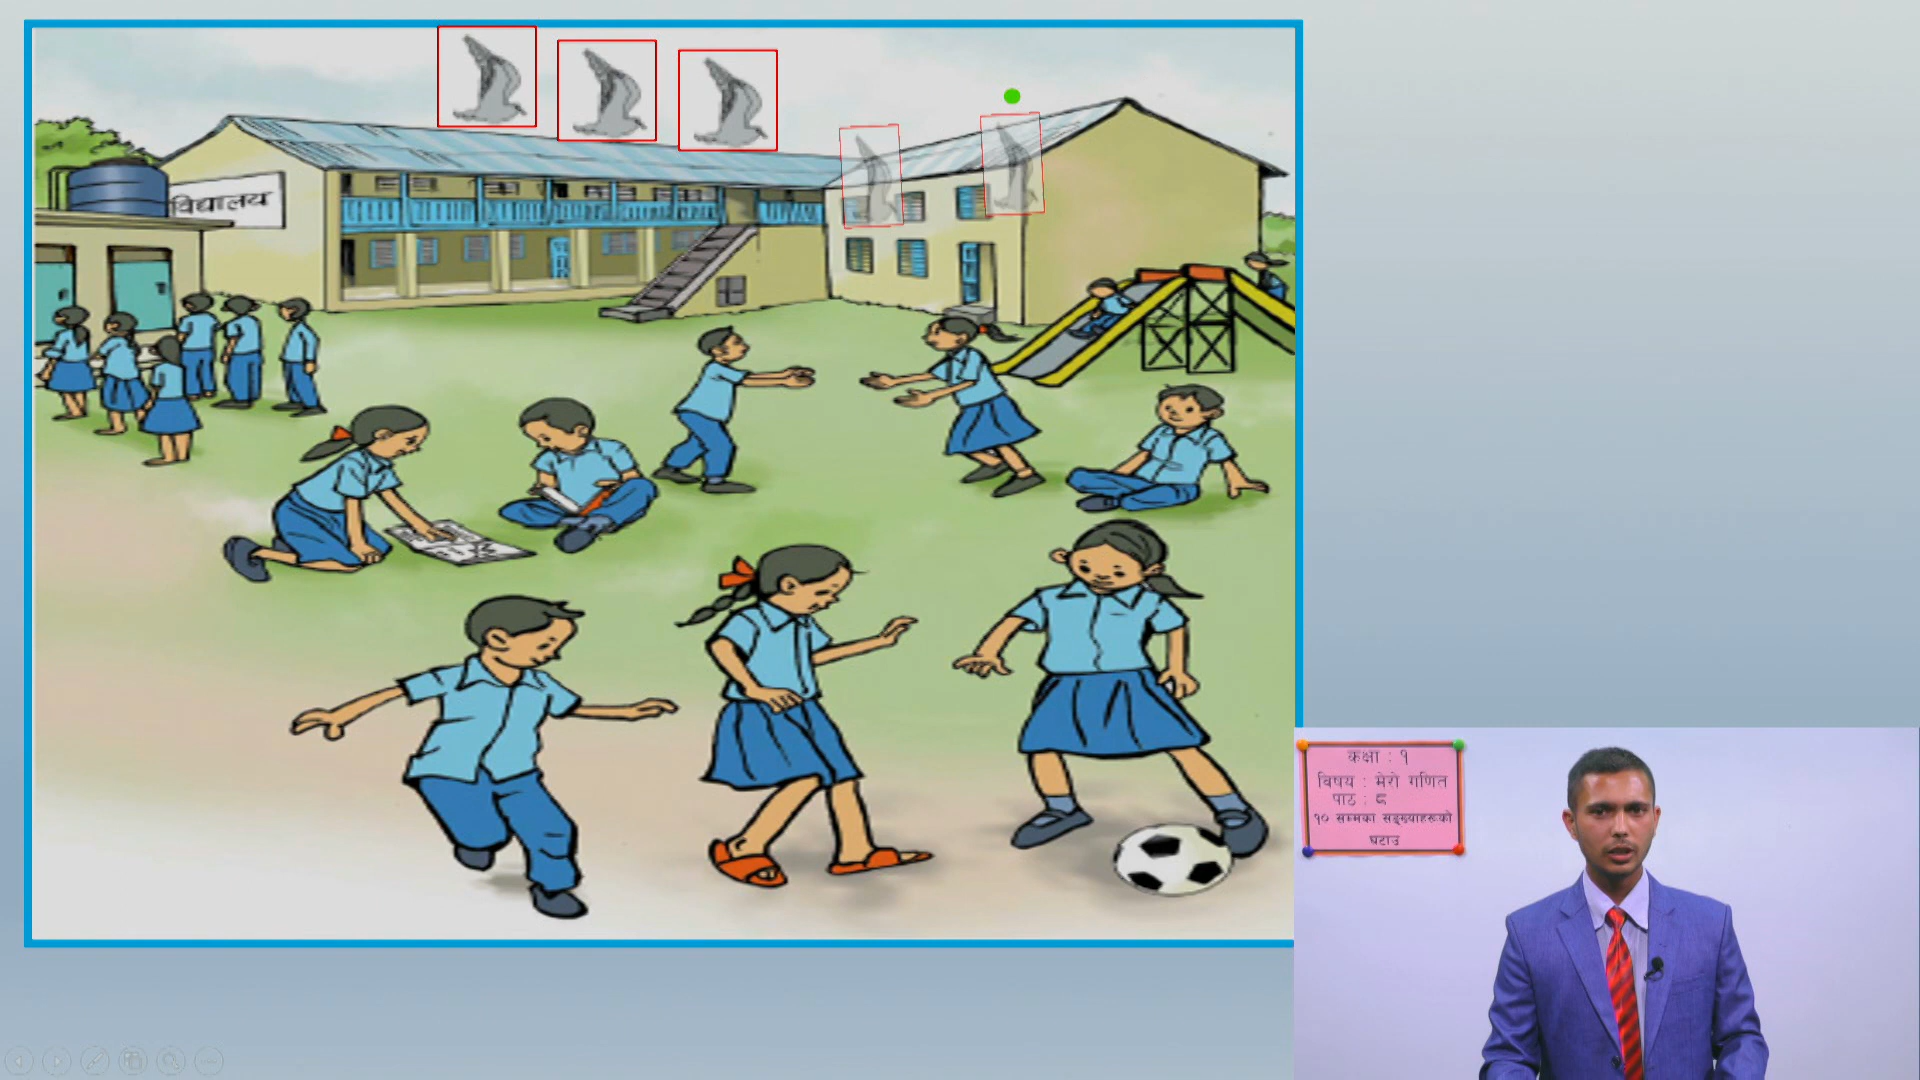 विद्यालय
कक्षा : १
विषय : मेरो गणित
पाठ : ८
१० सम्मका सङ्ख्याहरूको
घटाउ